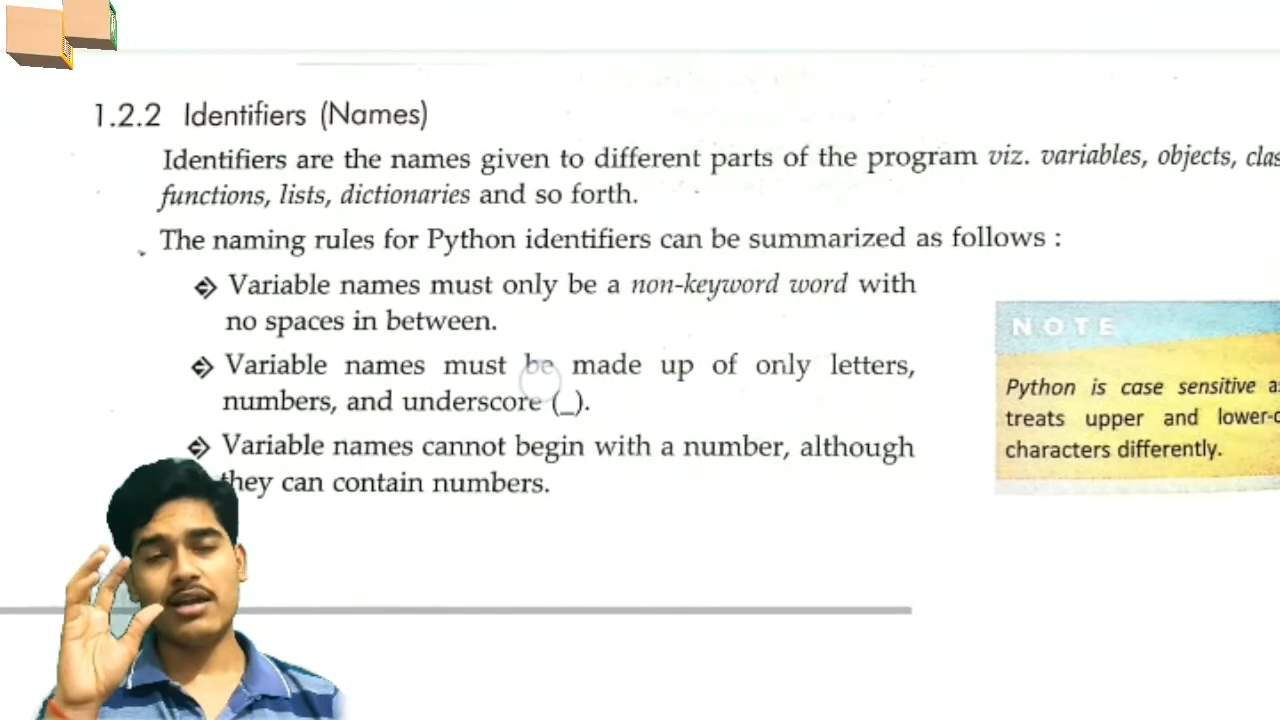 1.2.2 Identifiers (Names)
Identifiers are the names given to different parts of the program viz. variables, objects,
functions, lists, dictionaries and so forth.
The naming rules for Python identifiers can be summarized as follows :
Variable names must only be a non-keyword word with
no spaces in between.
Variable names must be made up of only letters,
numbers, and underscore (_).
Variable names cannot begin with a number, although
they can contain numbers.
NOTE
Python is case sensitive
treats upper and
characters differently.